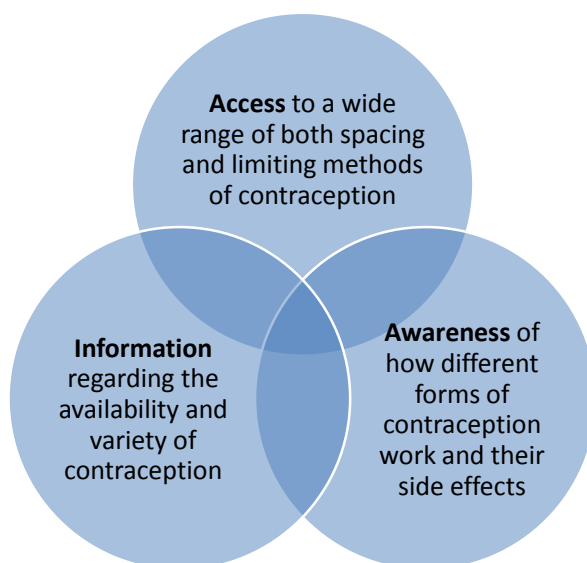 Access to a wide
range of both spacing
and limiting methods
of contraception
Information
regarding the
availability and
variety of
contraception
Awareness of
how different
forms of
contraception
work and their
side effects